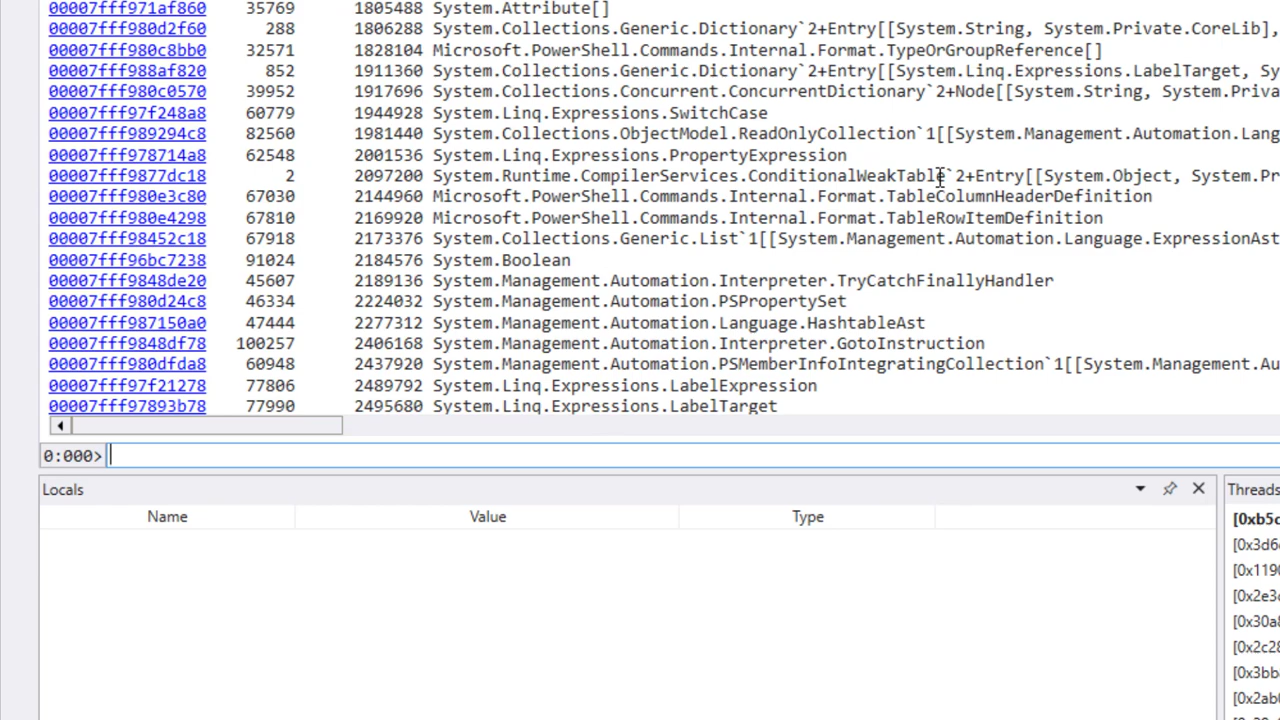 00007fff971af860 35769 1805488 System.Attribute[]
00007fff980d2f60 288 1806288 System.Collections.Generic.Dictionary`2+Entry[[System.String, System.Private.CoreLib],
00007fff980c8bb0 32571 1828104 Microsoft.PowerShell.Commands.Internal.Format.TypeOrGroupReference[]
00007fff988af820 852 1911360 System.Collections.Generic.Dictionary`2+Entry[[System.Linq.Expressions.LabelTarget, Sy
00007fff980c0570 39952 1917696 System.Collections.Concurrent.ConcurrentDictionary`2+Node[[System.String, System.Priva
00007fff97f248a8 60779 1944928 System.Linq.Expressions.SwitchCase
00007fff989294c8 82560 1981440 System.Collections.ObjectModel.ReadOnlyCollection`1[[System.Management.Automation.Lang
00007fff978714a8 62548 2001536 System.Linq.Expressions.PropertyExpression
00007fff9877dc18 2 2097200 System.Runtime.CompilerServices.ConditionalWeakTable`2+Entry[[System.Object, System.Pr
00007fff980e3c80 67030 2144960 Microsoft.PowerShell.Commands.Internal.Format.TableColumnHeaderDefinition
00007fff980e4298 67810 2169920 Microsoft.PowerShell.Commands.Internal.Format.TableRowItemDefinition
00007fff98452c18 67918 2173376 System.Collections.Generic.List`1[[System.Management.Automation.Language.ExpressionAst
00007fff96bc7238 91024 2184576 System.Boolean
00007fff9848de20 45607 2189136 System.Management.Automation.Interpreter.TryCatchFinallyHandler
00007fff980d24c8 46334 2224032 System.Management.Automation.PSPropertySet
00007fff987150a0 47444 2277312 System.Management.Automation.Language.HashtableAst
00007fff9848df78 100257 2406168 System.Management.Automation.Interpreter.GotoInstruction
00007fff980dfda8 60948 2437920 System.Management.Automation.PSMemberInfoIntegratingCollection`1[[System.Management.Au
00007fff97f21278 77806 2489792 System.Linq.Expressions.LabelExpression
00007fff97893b78 77990 2495680 System.Linq.Expressions.LabelTarget
0:000>
Locals
Threads
Name Value Type
[0xb5c
[0x3d6
[0x1190
[0x2e3
[0x30a8
[0x2c28
[0x3bb
[0x2ab